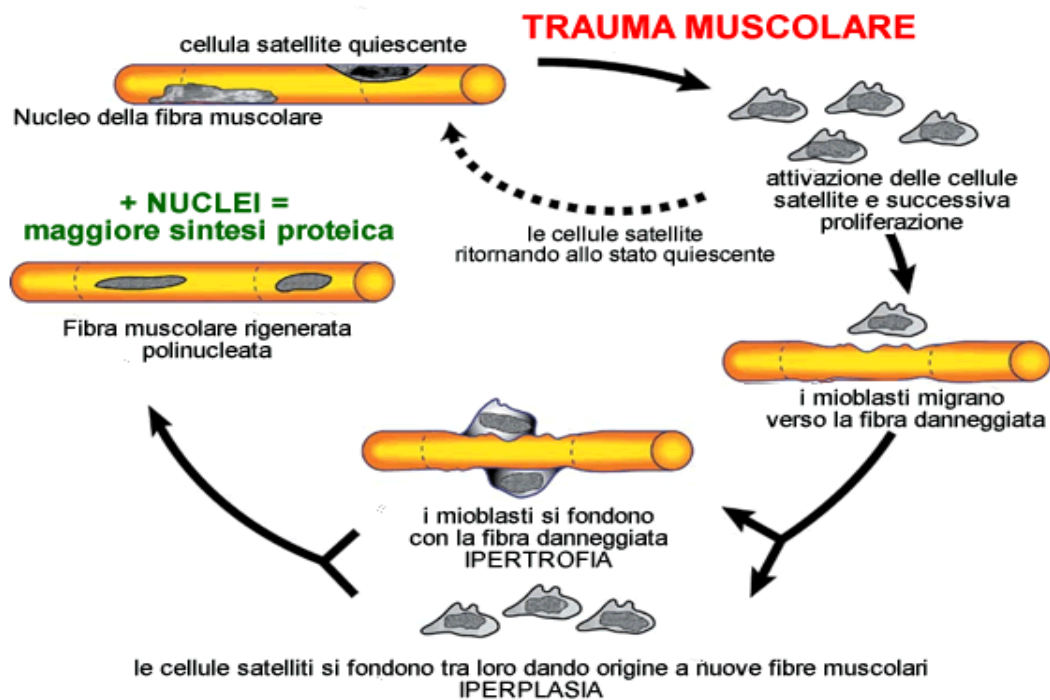 TRAUMA MUSCOLARE
cellula satellite quiescente
Nucleo della fibra muscolare
attivazione delle cellule
satellite e successiva
proliferazione
le cellule satellite
ritornando allo stato quiescente
+ NUCLEI =
maggiore sintesi proteica
Fibra muscolare rigenerata
polinucleata
i mioblasti migrano
verso la fibra danneggiata
i mioblasti si fondono
con la fibra danneggiata
IPERTROFIA
le cellule satelliti si fondono tra loro dando origine a nuove fibre muscolari
IPERPLASIA